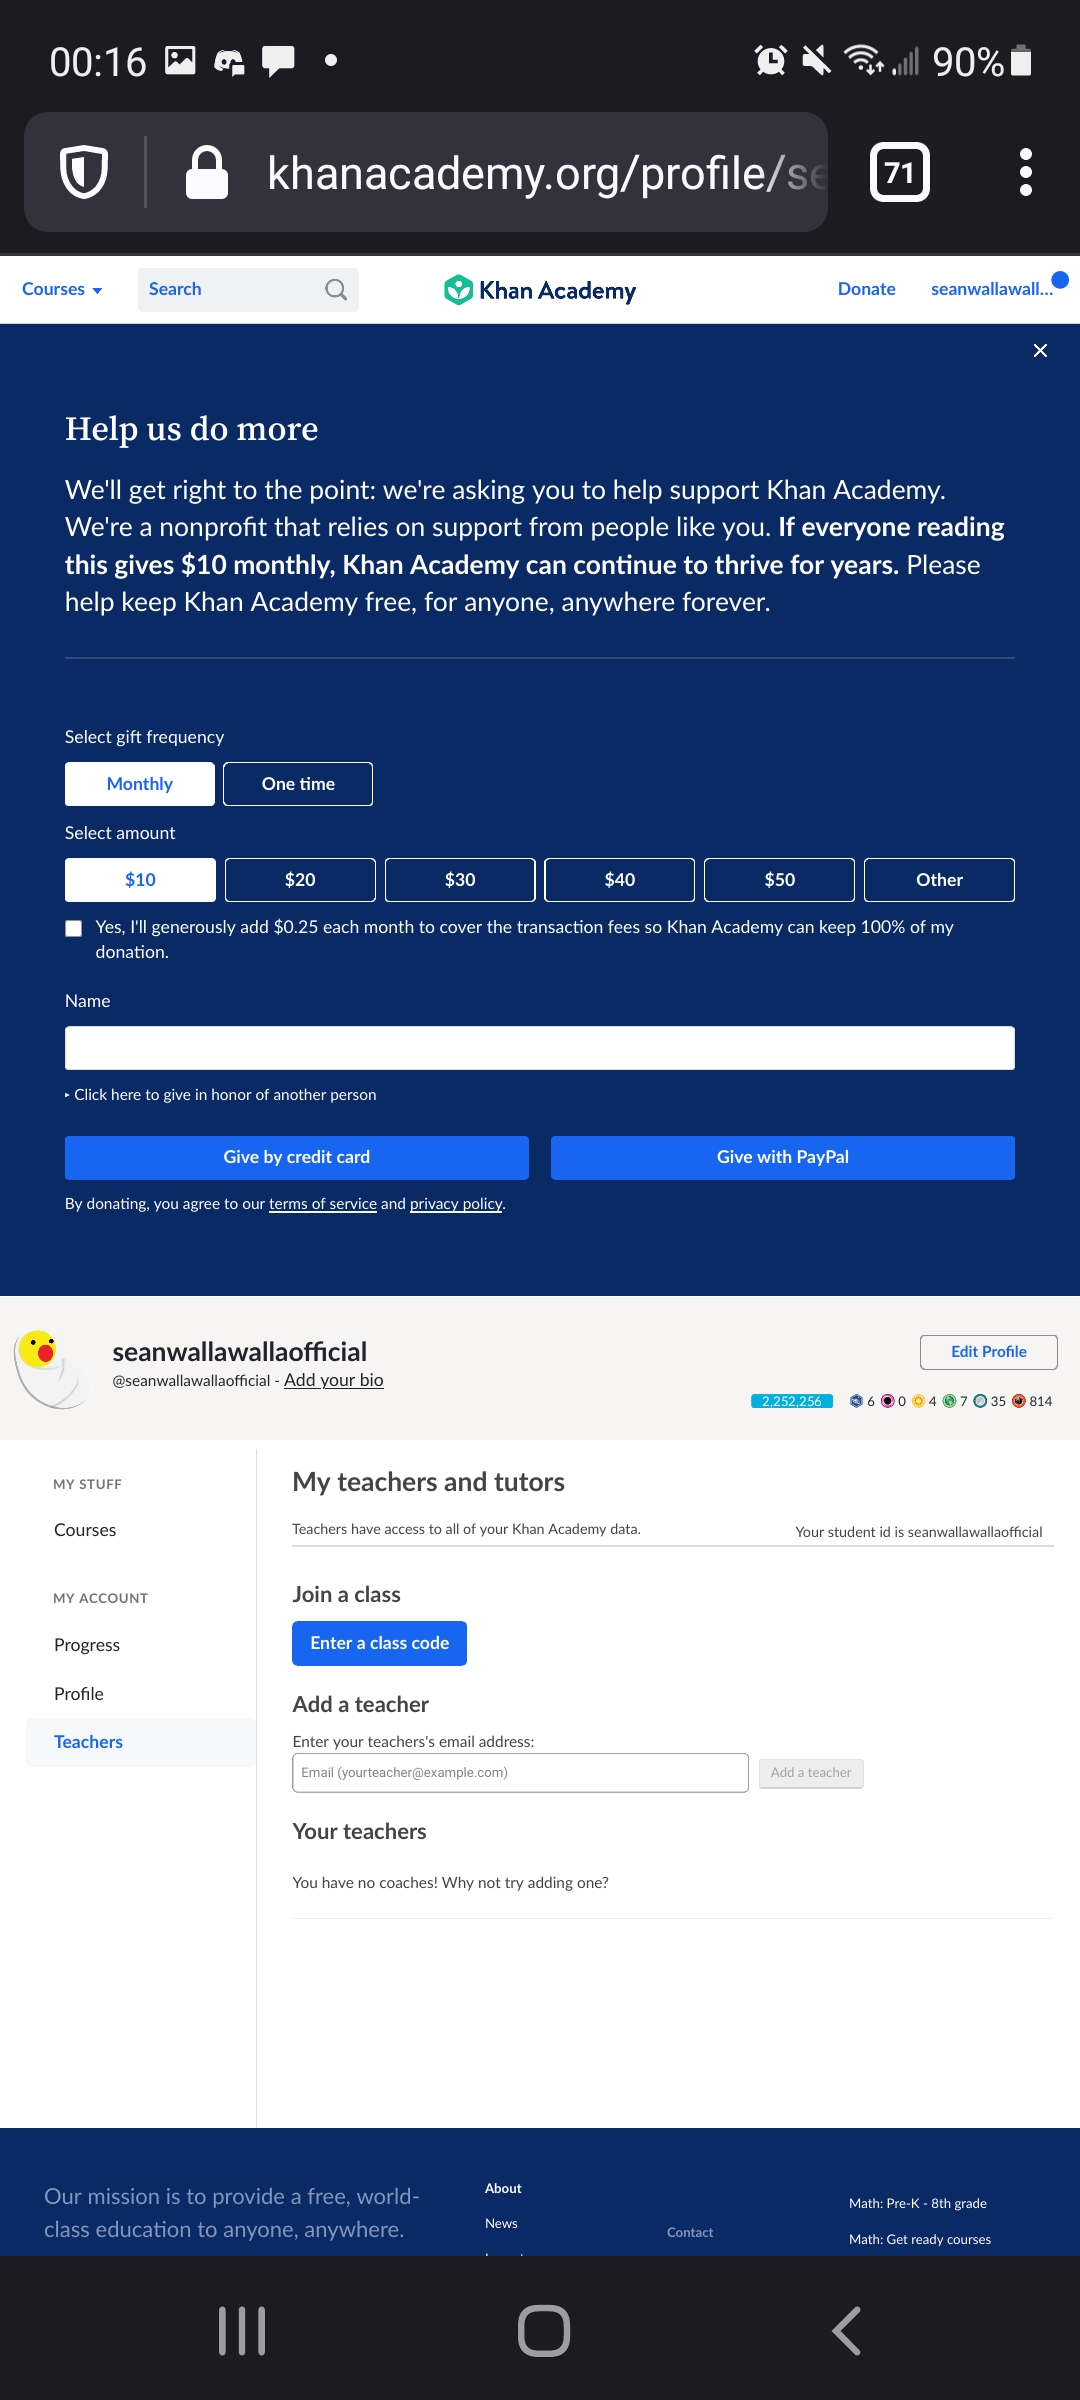 00:16
90%
khanacademy.org/profile/se
71
Courses
Search
Khan Academy
Donate
seanwallawall...
Help us do more
We'll get right to the point: we're asking you to help support Khan Academy.
We're a nonprofit that relies on support from people like you. If everyone reading
this gives $10 monthly, Khan Academy can continue to thrive for years. Please
help keep Khan Academy free, for anyone, anywhere forever.
Select gift frequency
Monthly
One time
Select amount
$10
$20
$30
$40
$50
Other
Yes, I'll generously add $0.25 each month to cover the transaction fees so Khan Academy can keep 100% of my
donation.
Name
Click here to give in honor of another person
Give by credit card
Give with PayPal
By donating, you agree to our terms of service and privacy policy.
seanwallawallaofficial
@seanwallawallaofficial - Add your bio
Edit Profile
2,252,256 6 0 4 7 35 814
MY STUFF
Courses
MY ACCOUNT
Progress
Profile
Teachers
My teachers and tutors
Teachers have access to all of your Khan Academy data.
Your student id is seanwallawallaofficial
Join a class
Enter a class code
Add a teacher
Enter your teachers's email address:
Email (yourteacher@example.com)
Add a teacher
Your teachers
You have no coaches! Why not try adding one?
Our mission is to provide a free, world-
class education to anyone, anywhere.
About
News
Contact
Math: Pre-K - 8th grade
Math: Get ready courses